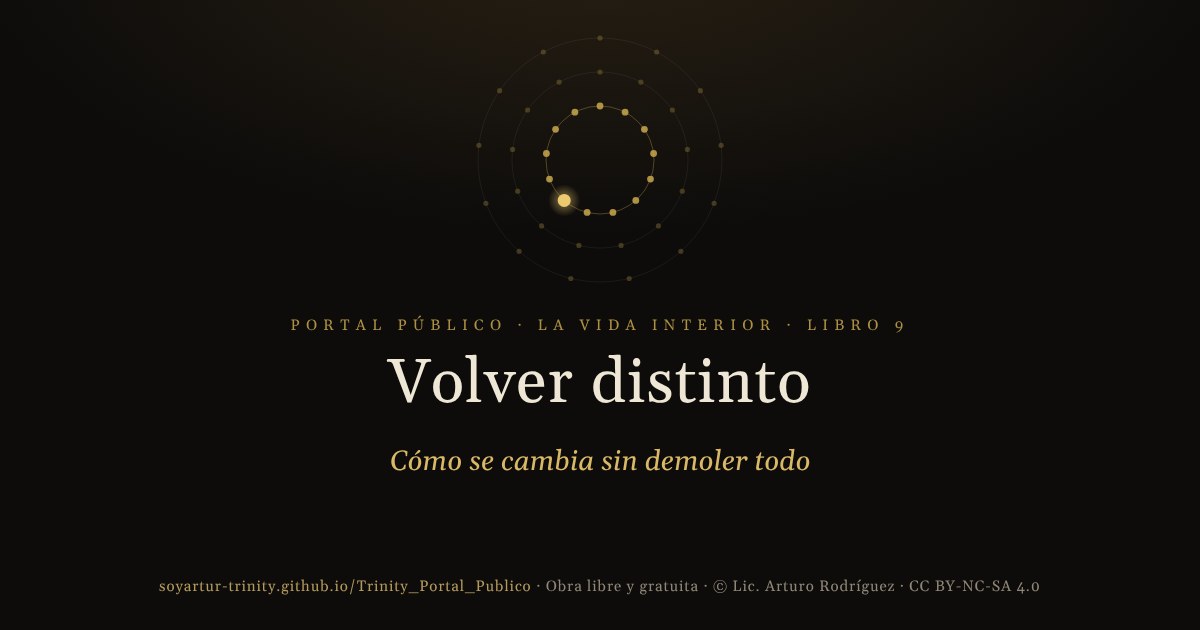 PORTAL PÚBLICO · LA VIDA INTERIOR · LIBRO 9
Volver distinto
Cómo se cambia sin demoler todo
soyartur-trinity.github.io/Trinity_Portal_Publico · Obra libre y gratuita · © Lic. Arturo Rodríguez · CC BY-NC-SA 4.0